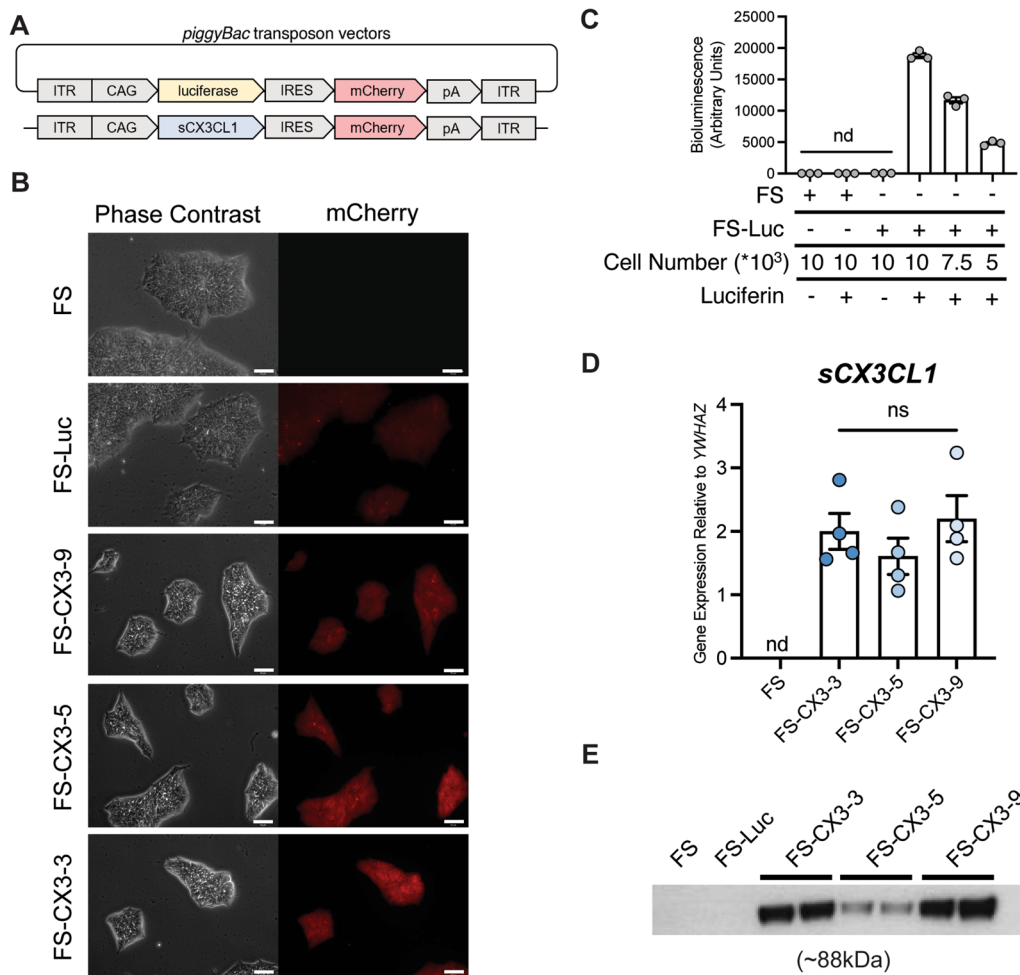 A
piggyBac transposon vectors
ITR CAG luciferase IRES mCherry pA ITR
ITR CAG sCX3CL1 IRES mCherry pA ITR
B
Phase Contrast mCherry
FS
FS-Luc
FS-CX3-9
FS-CX3-5
FS-CX3-3
C
Bioluminescence
(Arbitrary Units)
25000
20000
15000
10000
5000
0
nd
FS + + - - - -
FS-Luc - - + + + +
Cell Number (*10³) 10 10 10 10 7.5 5
Luciferin - + - + + +
D
sCX3CL1
Gene Expression Relative to YWHAZ
4
3
2
1
0
ns
nd
FS
FS-CX3-3
FS-CX3-5
FS-CX3-9
E
FS FS-Luc FS-CX3-3 FS-CX3-5 FS-CX3-9
(~88kDa)